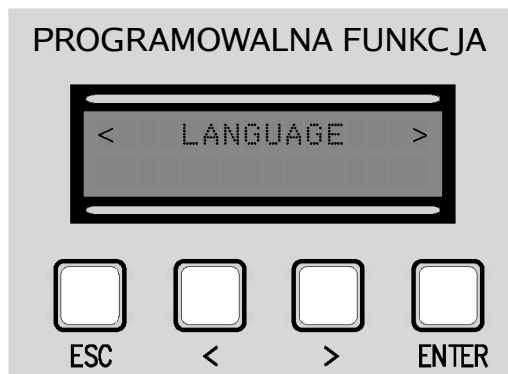 PROGRAMOWALNA FUNKCJA
< LANGUAGE >
ESC < > ENTER